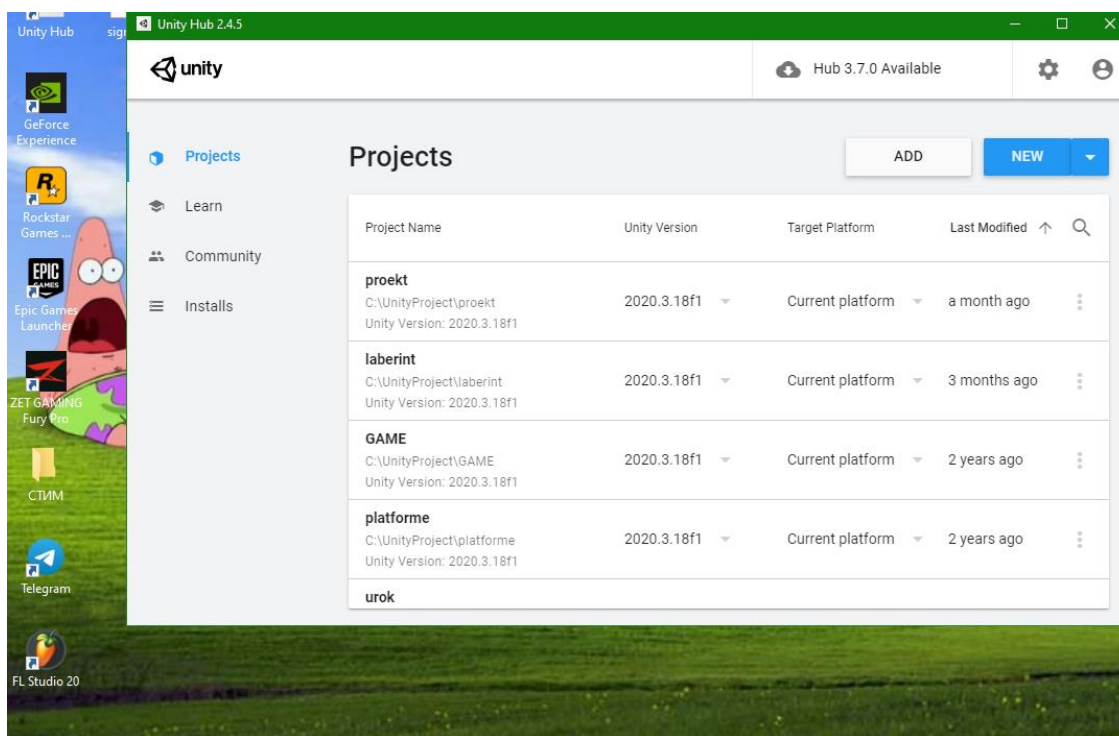 Unity Hub
sign
GeForce
Experience
Rockstar
Games ...
EPIC
GAMES
Epic Games
Launcher
ZET GAMING
Fury Pro
СТИМ
Telegram
FL Studio 20
Unity Hub 2.4.5
unity
Hub 3.7.0 Available
Projects
Learn
Community
Installs
Projects
ADD
NEW
Project Name Unity Version Target Platform Last Modified
proekt
C:\UnityProject\proekt 2020.3.18f1 Current platform a month ago
Unity Version: 2020.3.18f1
laberint
C:\UnityProject\laberint 2020.3.18f1 Current platform 3 months ago
Unity Version: 2020.3.18f1
GAME
C:\UnityProject\GAME 2020.3.18f1 Current platform 2 years ago
Unity Version: 2020.3.18f1
platforme
C:\UnityProject\platforme 2020.3.18f1 Current platform 2 years ago
Unity Version: 2020.3.18f1
urok